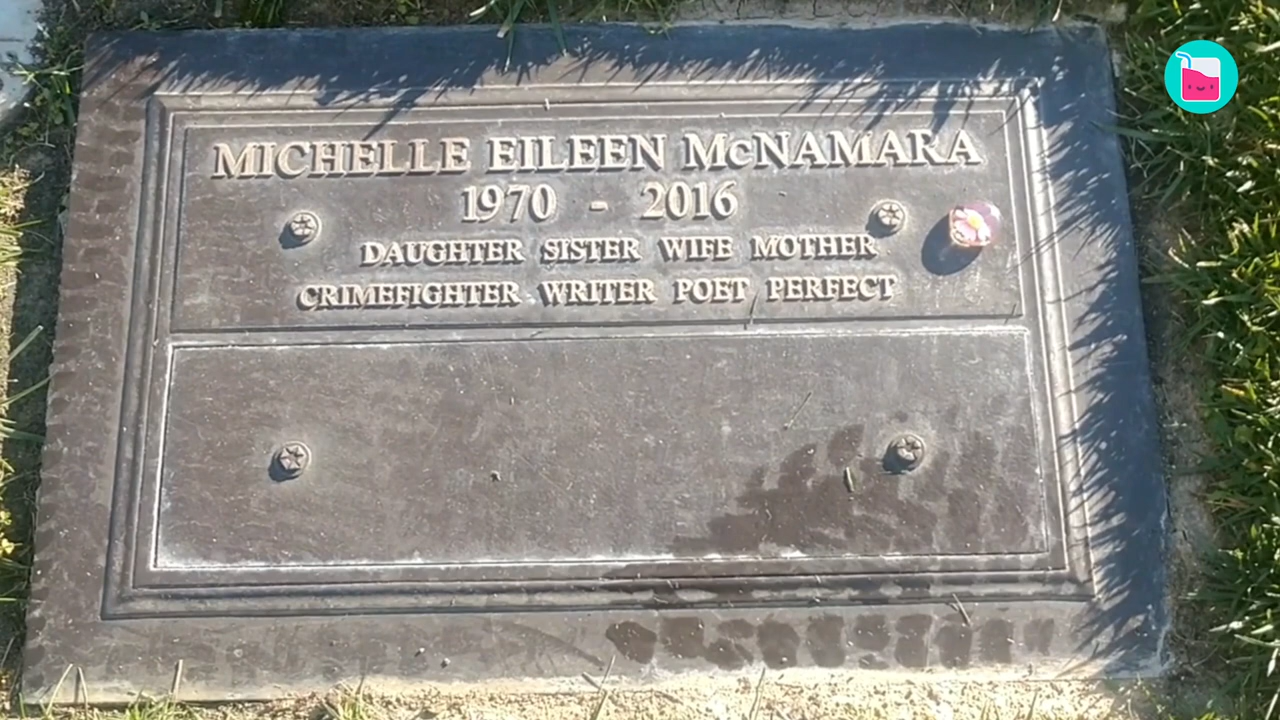 MICHELLE EILEEN McNAMARA
1970 - 2016
DAUGHTER SISTER WIFE MOTHER
CRIMEFIGHTER WRITER POET PERFECT